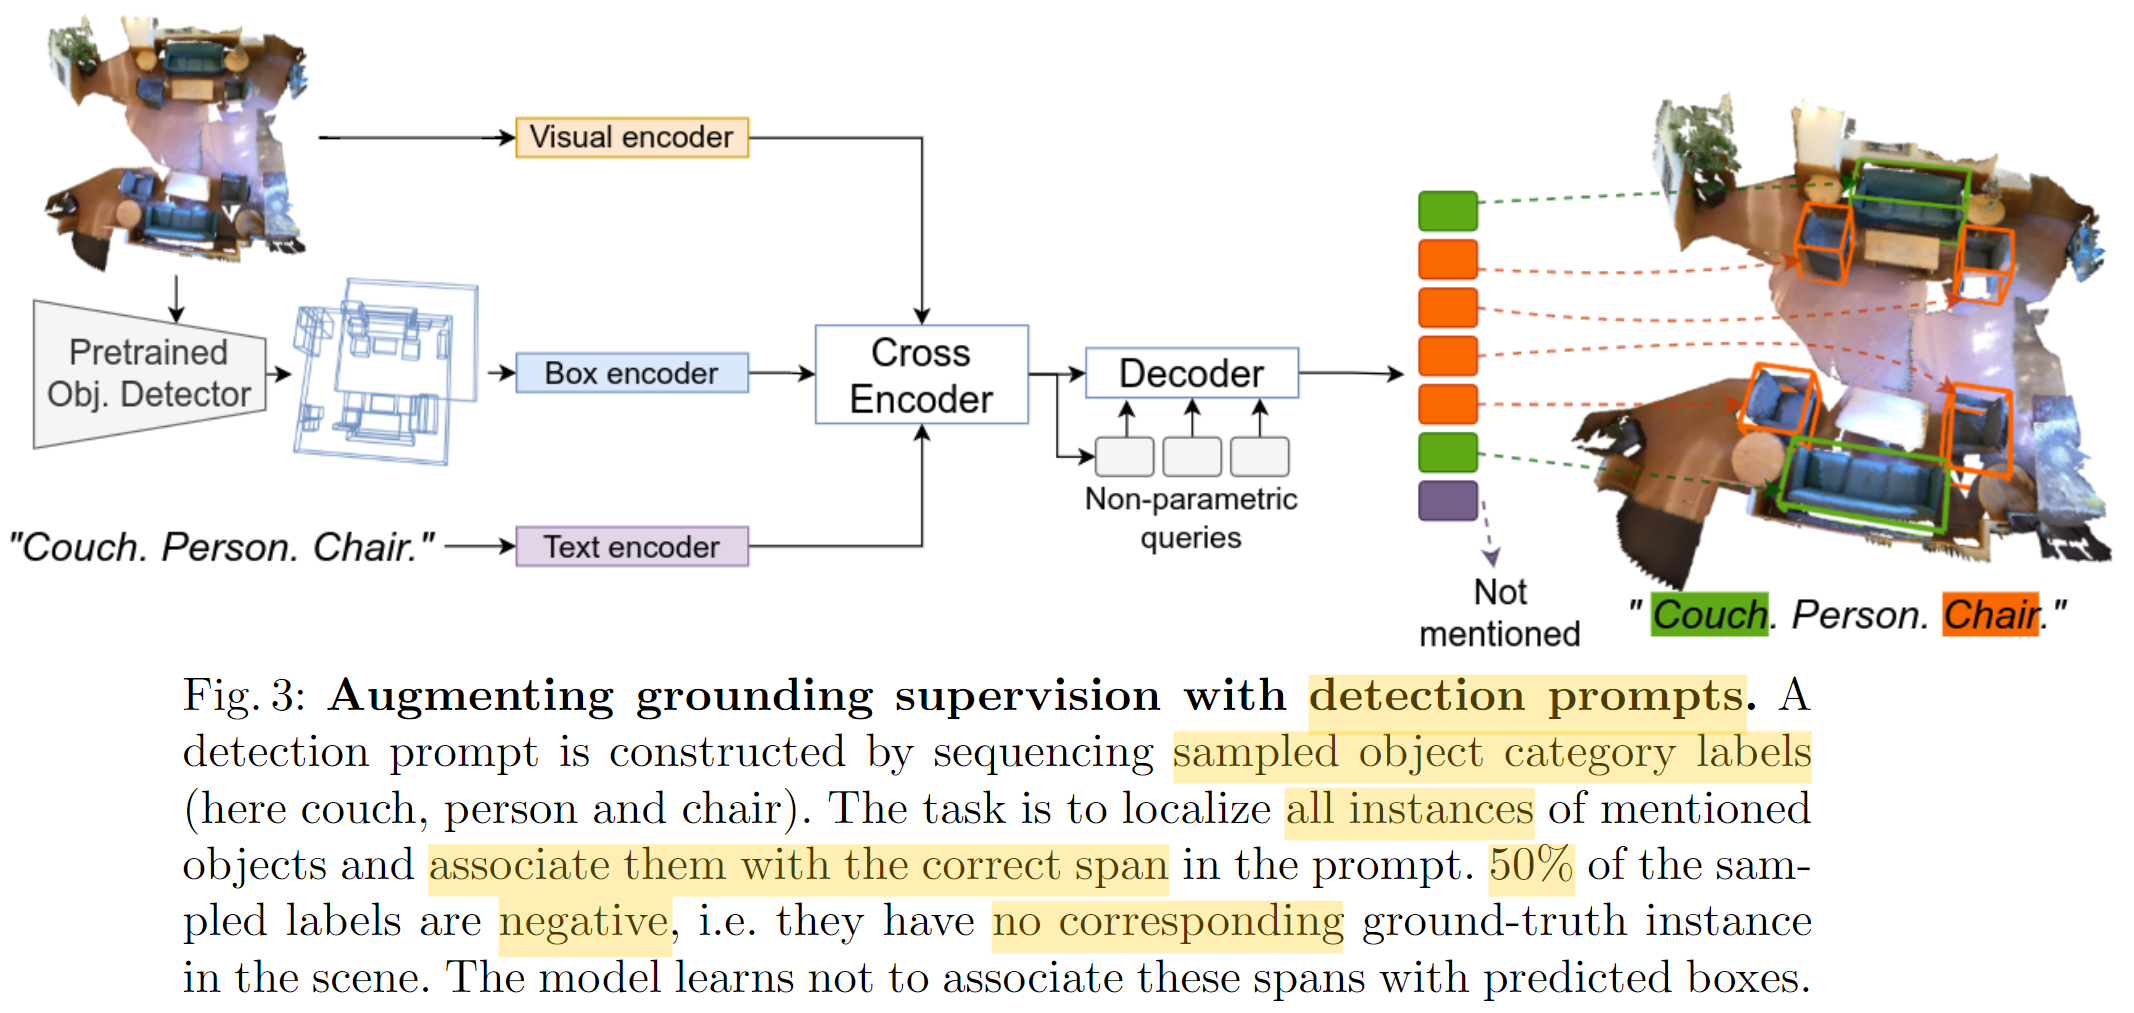 Visual encoder
Pretrained
Obj. Detector
Box encoder
Cross
Encoder
Decoder
Non-parametric
queries
"Couch. Person. Chair."
Text encoder
Not
mentioned
" Couch. Person. Chair."
Fig. 3: Augmenting grounding supervision with detection prompts. A
detection prompt is constructed by sequencing sampled object category labels
(here couch, person and chair). The task is to localize all instances of mentioned
objects and associate them with the correct span in the prompt. 50% of the sam-
pled labels are negative, i.e. they have no corresponding ground-truth instance
in the scene. The model learns not to associate these spans with predicted boxes.